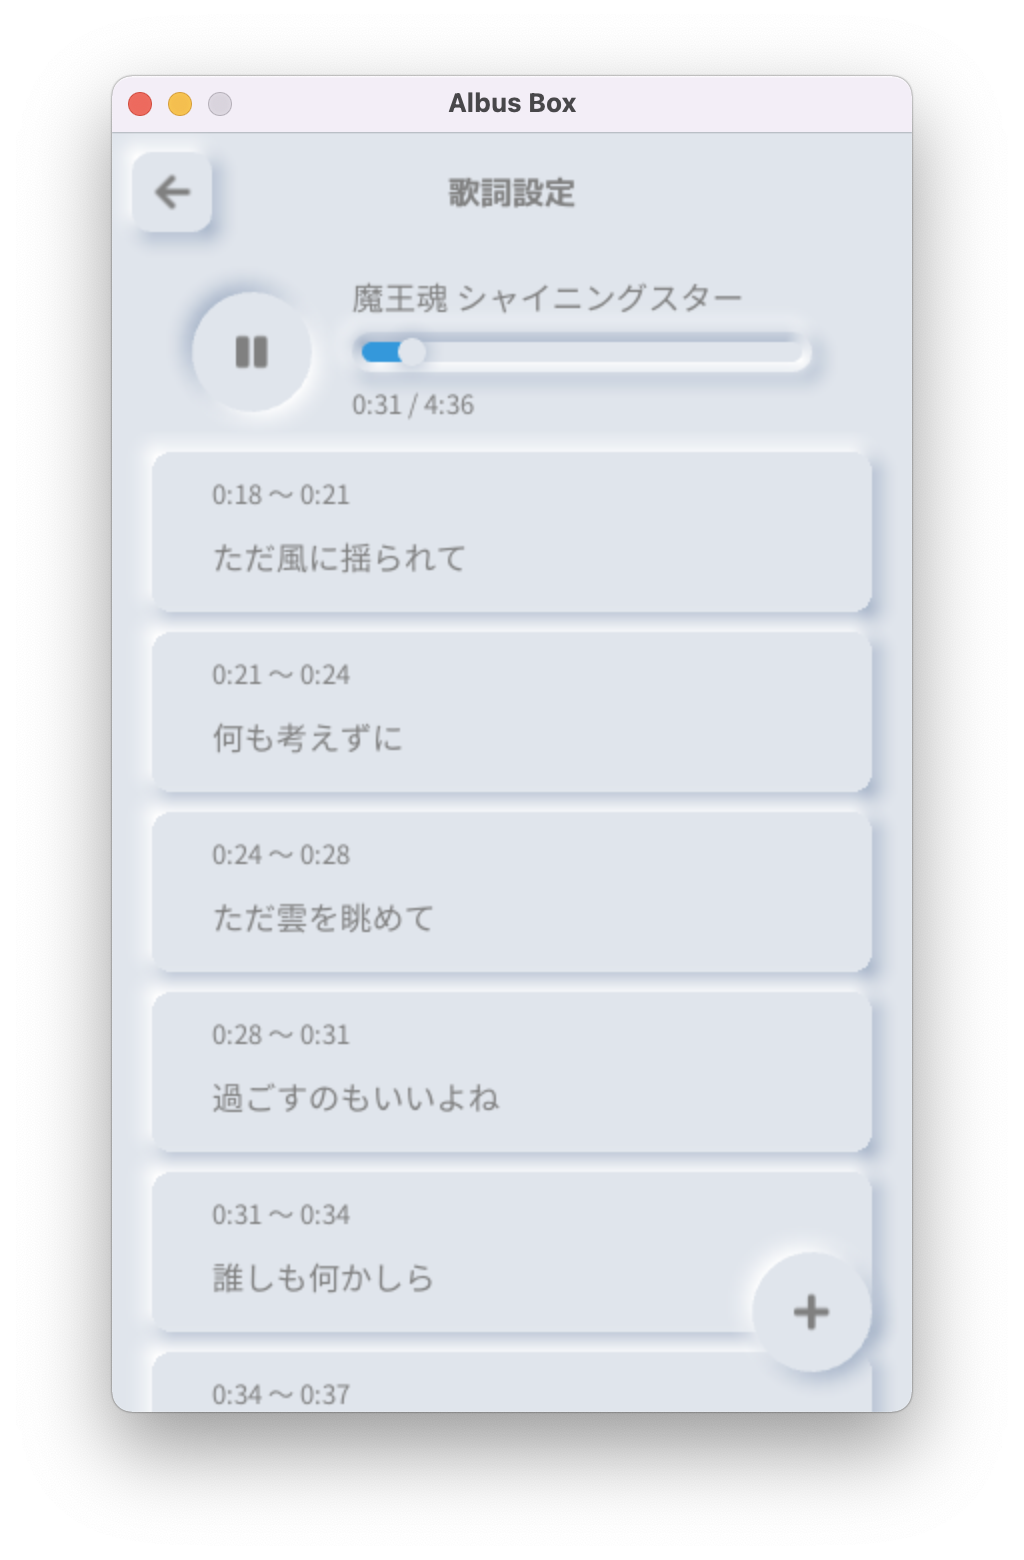 Albus Box
歌詞設定
魔王魂 シャイニングスター
0:31 / 4:36
0:18 〜 0:21
ただ風に揺られて
0:21 〜 0:24
何も考えずに
0:24 〜 0:28
ただ雲を眺めて
0:28 〜 0:31
過ごすのもいいよね
0:31 〜 0:34
誰しも何かしら
0:34 〜 0:37